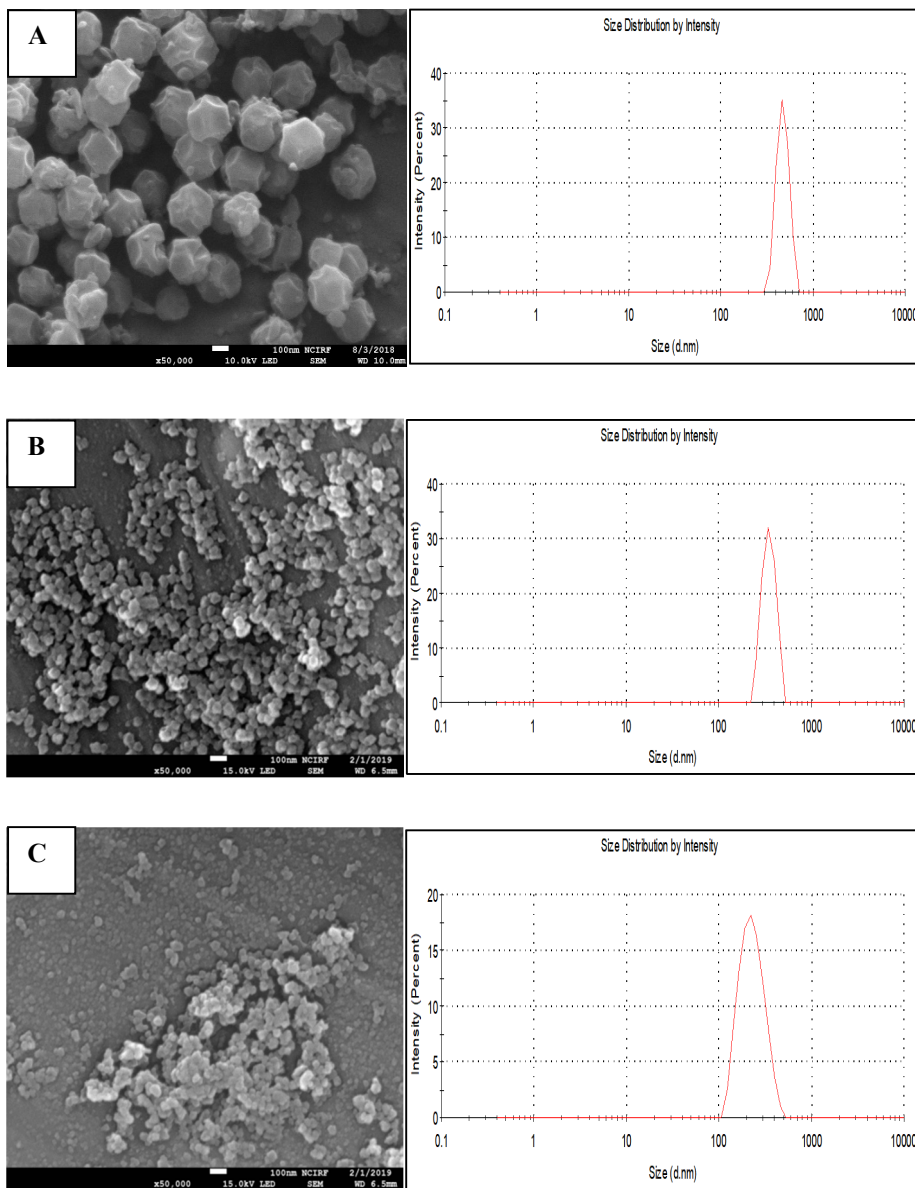 A
100nm NCIRF 8/3/2018
x50,000 10.0kV LED SEM WD 10.0mm
Size Distribution by Intensity
Intensity (Percent)
40
30
20
10
0
0.1 1 10 100 1000 10000
Size (d.nm)
B
100nm NCIRF 2/1/2019
x50,000 15.0kV LED SEM WD 6.5mm
Size Distribution by Intensity
Intensity (Percent)
40
30
20
10
0
0.1 1 10 100 1000 10000
Size (d.nm)
C
100nm NCIRF 2/1/2019
x50,000 15.0kV LED SEM WD 6.5mm
Size Distribution by Intensity
Intensity (Percent)
20
15
10
5
0
0.1 1 10 100 1000 10000
Size (d.nm)